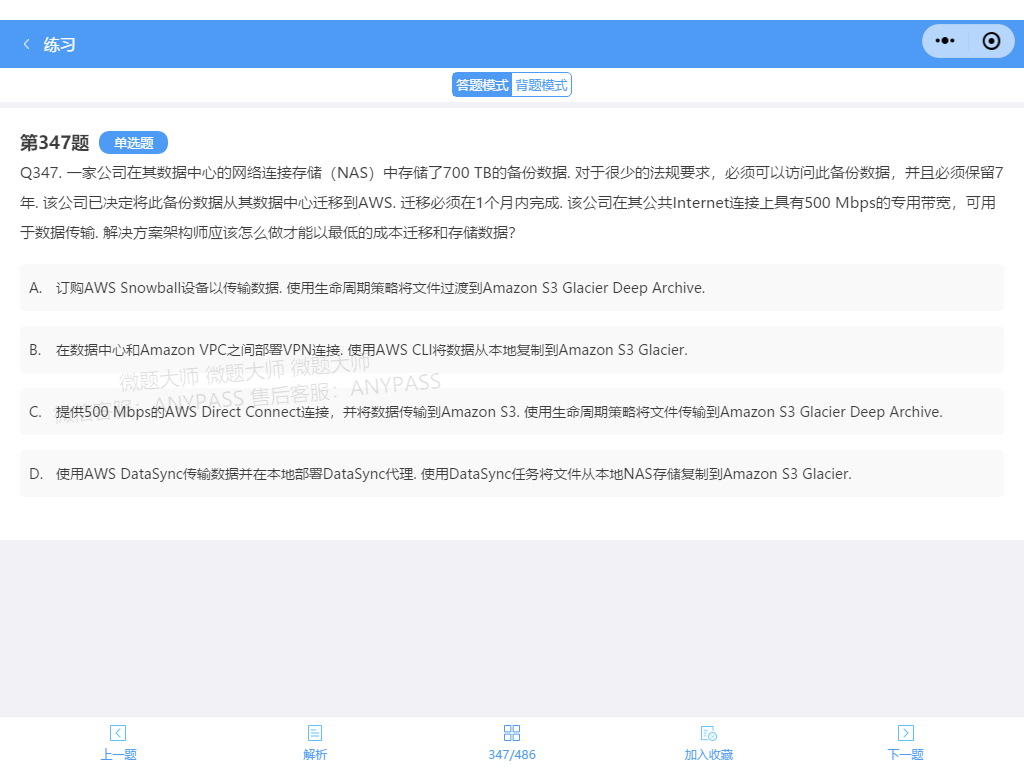 练习
答题模式 背题模式
第347题 单选题
Q347. 一家公司在其数据中心的网络连接存储（NAS）中存储了700 TB的备份数据. 对于很少的法规要求，必须可以访问此备份数据，并且必须保留7
年. 该公司已决定将此备份数据从其数据中心迁移到AWS. 迁移必须在1个月内完成. 该公司在其公共Internet连接上具有500 Mbps的专用带宽，可用
于数据传输. 解决方案架构师应该怎么做才能以最低的成本迁移和存储数据？
A. 订购AWS Snowball设备以传输数据. 使用生命周期策略将文件过渡到Amazon S3 Glacier Deep Archive.
B. 在数据中心和Amazon VPC之间部署VPN连接. 使用AWS CLI将数据从本地复制到Amazon S3 Glacier.
微题大师 微题大师 微题大师
微信客服：ANYPASS 售后客服：ANYPASS
C. 提供500 Mbps的AWS Direct Connect连接，并将数据传输到Amazon S3. 使用生命周期策略将文件传输到Amazon S3 Glacier Deep Archive.
D. 使用AWS DataSync传输数据并在本地部署DataSync代理. 使用DataSync任务将文件从本地NAS存储复制到Amazon S3 Glacier.
上一题 解析 347/486 加入收藏 下一题